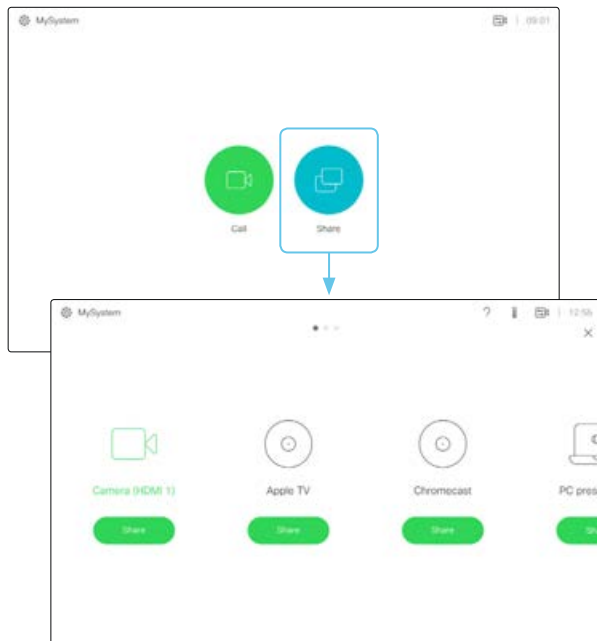 MySystem
09:01
Call
Share
MySystem
? 12:55
Camera (HDMI 1)
Apple TV
Chromecast
PC pres
Share
Share
Share
Sh